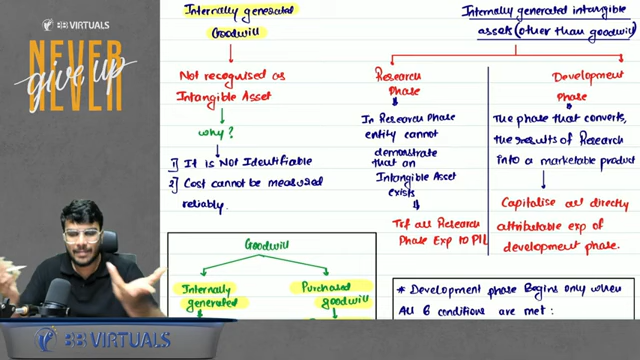 BB VIRTUALS
NEVER
give up
NEVER
Internally generated
Goodwill
Not recognised as
Intangible Asset
why?
1] It is Not Identifiable
2] Cost cannot be measured
reliably.
Goodwill
Internally
generated
Purchased
goodwill
Internally generated intangible
assets (other than goodwill)
Research
Phase
In Research Phase
entity cannot
demonstrate
that an
Intangible Asset
exists
Trf all Research
Phase Exp to P|L
Development
Phase
The phase that converts
the results of Research
into a marketable product
Capitalise all directly
attributable exp of
development phase.
* Development phase Begins only when
All 6 conditions are met:
BB VIRTUALS